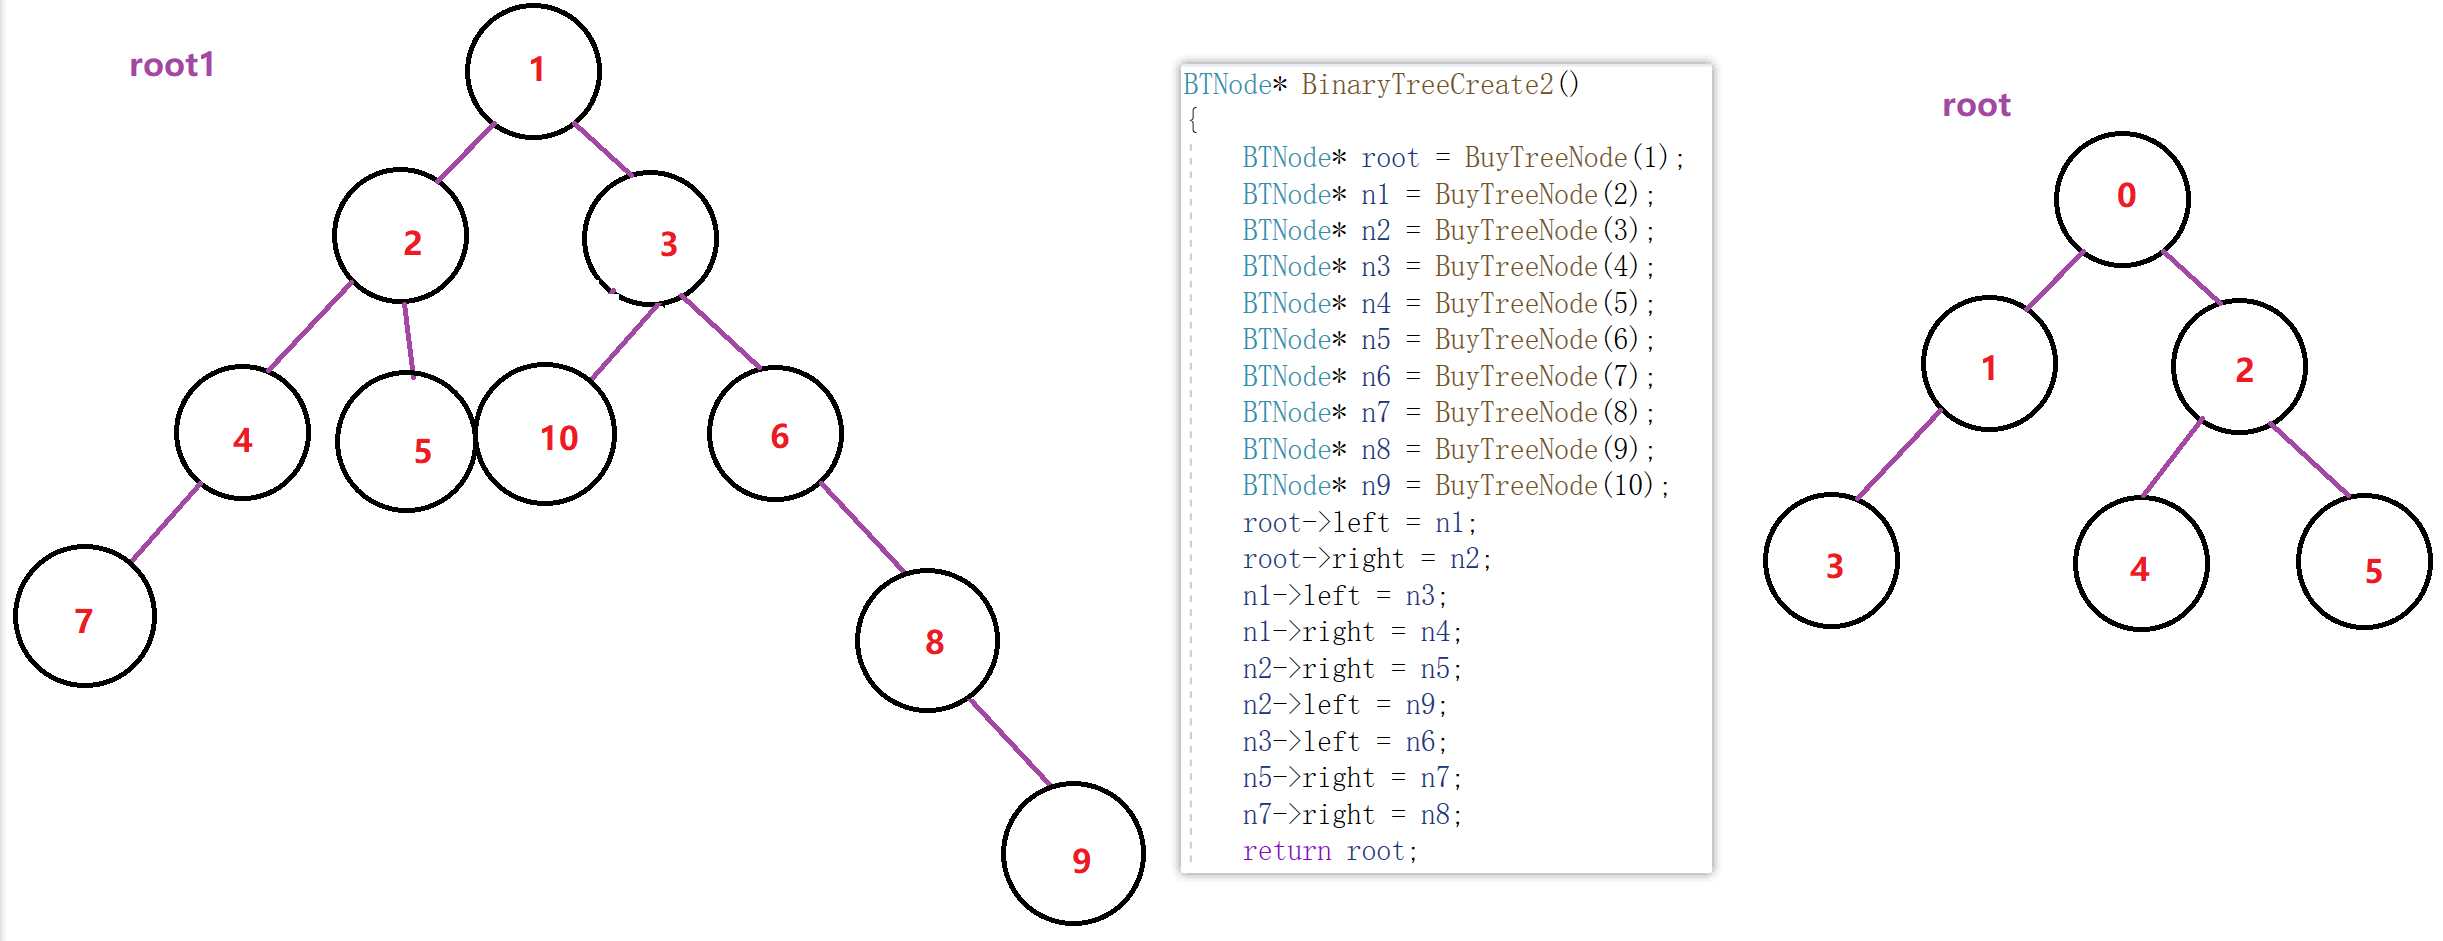 root1
1
2
3
4
5
10
6
7
8
9
BTNode* BinaryTreeCreate2()
{
BTNode* root = BuyTreeNode(1);
BTNode* n1 = BuyTreeNode(2);
BTNode* n2 = BuyTreeNode(3);
BTNode* n3 = BuyTreeNode(4);
BTNode* n4 = BuyTreeNode(5);
BTNode* n5 = BuyTreeNode(6);
BTNode* n6 = BuyTreeNode(7);
BTNode* n7 = BuyTreeNode(8);
BTNode* n8 = BuyTreeNode(9);
BTNode* n9 = BuyTreeNode(10);
root->left = n1;
root->right = n2;
n1->left = n3;
n1->right = n4;
n2->right = n5;
n2->left = n9;
n3->left = n6;
n5->right = n7;
n7->right = n8;
return root;
root
0
1
2
3
4
5